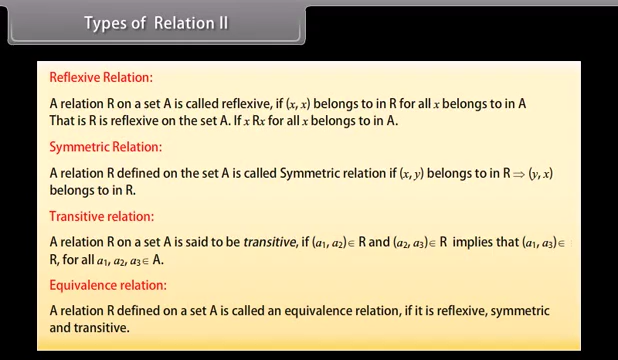 Types of Relation II
Reflexive Relation:
A relation R on a set A is called reflexive, if (x, x) belongs to in R for all x belongs to in A
That is R is reflexive on the set A. If x Rx for all x belongs to in A.
Symmetric Relation:
A relation R defined on the set A is called Symmetric relation if (x, y) belongs to in R ⇒ (y, x)
belongs to in R.
Transitive relation:
A relation R on a set A is said to be transitive, if (a₁, a₂)∈ R and (a₂, a₃)∈ R implies that (a₁, a₃)∈
R, for all a₁, a₂, a₃∈ A.
Equivalence relation:
A relation R defined on a set A is called an equivalence relation, if it is reflexive, symmetric
and transitive.